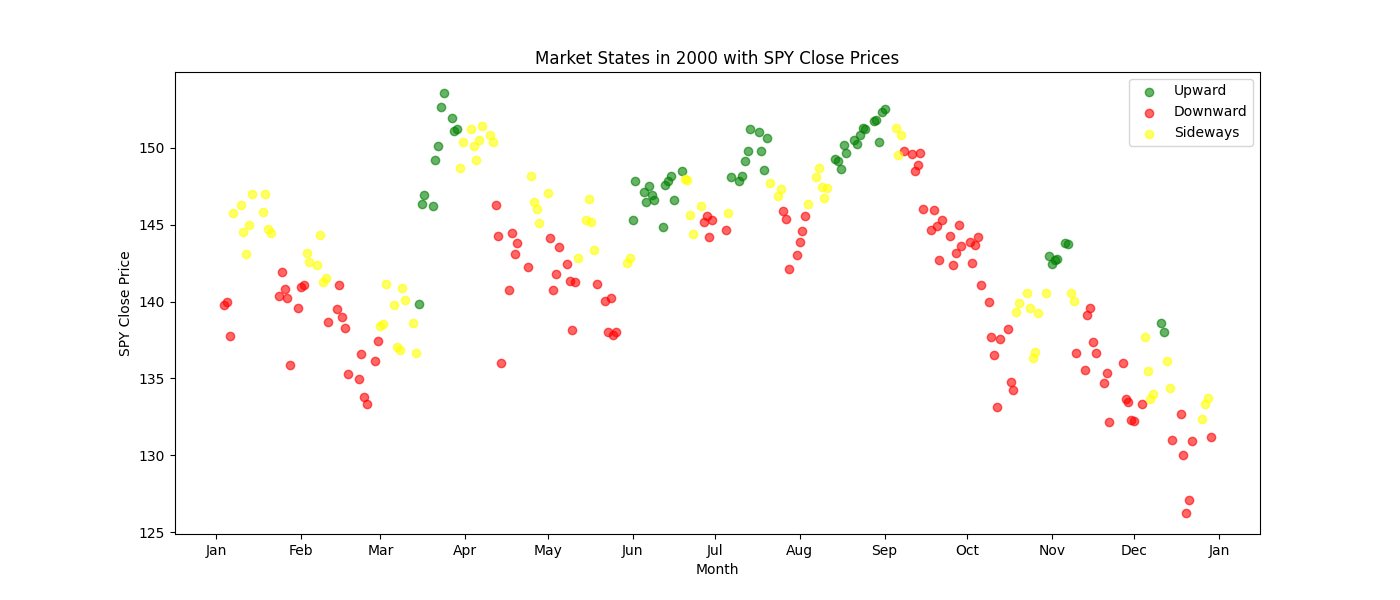 Market States in 2000 with SPY Close Prices
Upward
Downward
Sideways
SPY Close Price
150
145
140
135
130
125
Jan Feb Mar Apr May Jun Jul Aug Sep Oct Nov Dec Jan
Month